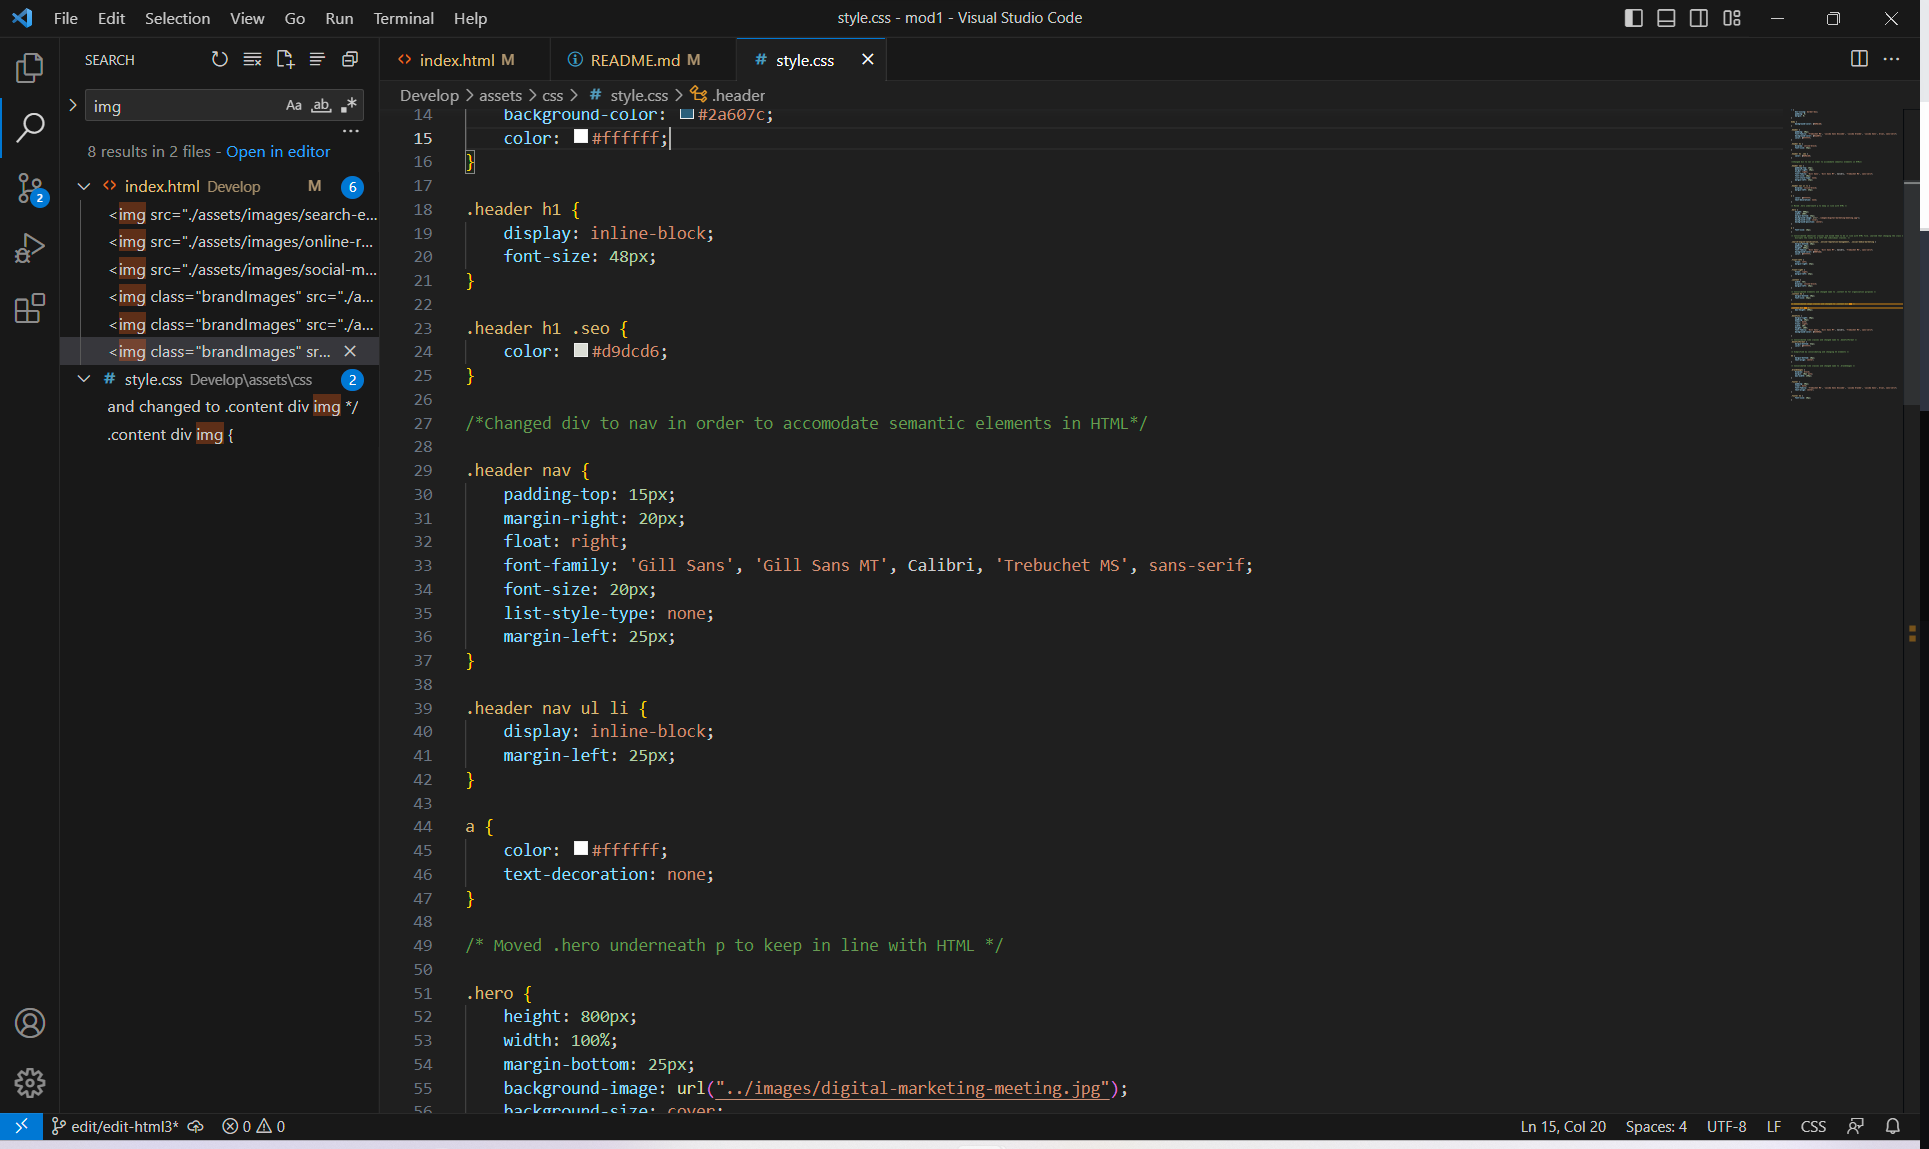 File Edit Selection View Go Run Terminal Help
style.css - mod1 - Visual Studio Code
SEARCH
img
Aa ab .*
8 results in 2 files - Open in editor
index.html Develop M 6
<img src="./assets/images/search-e...
<img src="./assets/images/online-r...
<img src="./assets/images/social-m...
<img class="brandImages" src="./a...
<img class="brandImages" src="./a...
<img class="brandImages" sr...
# style.css Develop\assets\css 2
and changed to .content div img */
.content div img {
2
index.html M
README.md M
# style.css
Develop > assets > css > # style.css > .header
14 background-color: #2a607c;
15 color: #ffffff;
16 }
17
18 .header h1 {
19 display: inline-block;
20 font-size: 48px;
21 }
22
23 .header h1 .seo {
24 color: #d9dcd6;
25 }
26
27 /*Changed div to nav in order to accomodate semantic elements in HTML*/
28
29 .header nav {
30 padding-top: 15px;
31 margin-right: 20px;
32 float: right;
33 font-family: 'Gill Sans', 'Gill Sans MT', Calibri, 'Trebuchet MS', sans-serif;
34 font-size: 20px;
35 list-style-type: none;
36 margin-left: 25px;
37 }
38
39 .header nav ul li {
40 display: inline-block;
41 margin-left: 25px;
42 }
43
44 a {
45 color: #ffffff;
46 text-decoration: none;
47 }
48
49 /* Moved .hero underneath p to keep in line with HTML */
50
51 .hero {
52 height: 800px;
53 width: 100%;
54 margin-bottom: 25px;
55 background-image: url("../images/digital-marketing-meeting.jpg");
56 background-size: cover;
edit/edit-html3* 0 0
Ln 15, Col 20 Spaces: 4 UTF-8 LF CSS